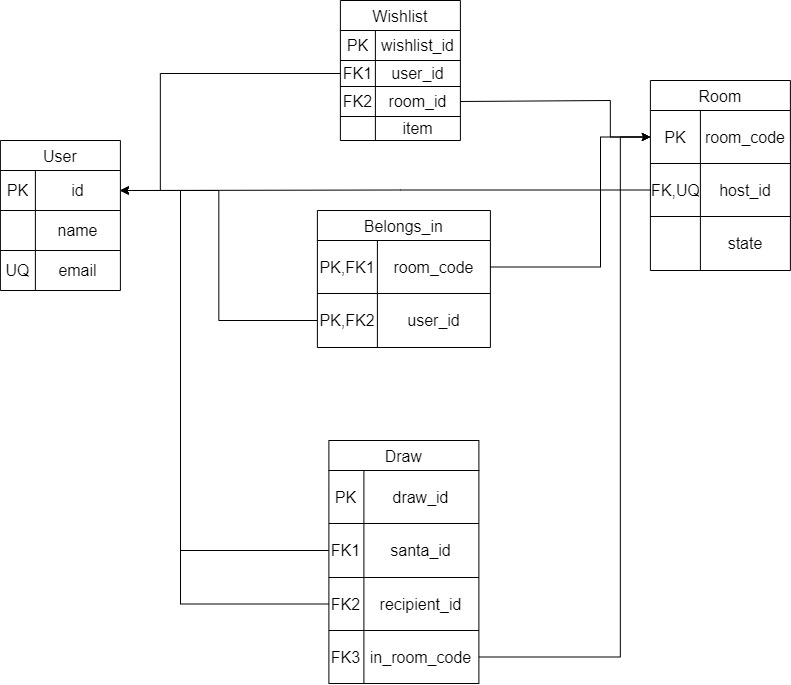 Wishlist
PK wishlist_id
FK1 user_id
FK2 room_id
item
Room
PK room_code
FK,UQ host_id
state
User
PK id
name
UQ email
Belongs_in
PK,FK1 room_code
PK,FK2 user_id
Draw
PK draw_id
FK1 santa_id
FK2 recipient_id
FK3 in_room_code